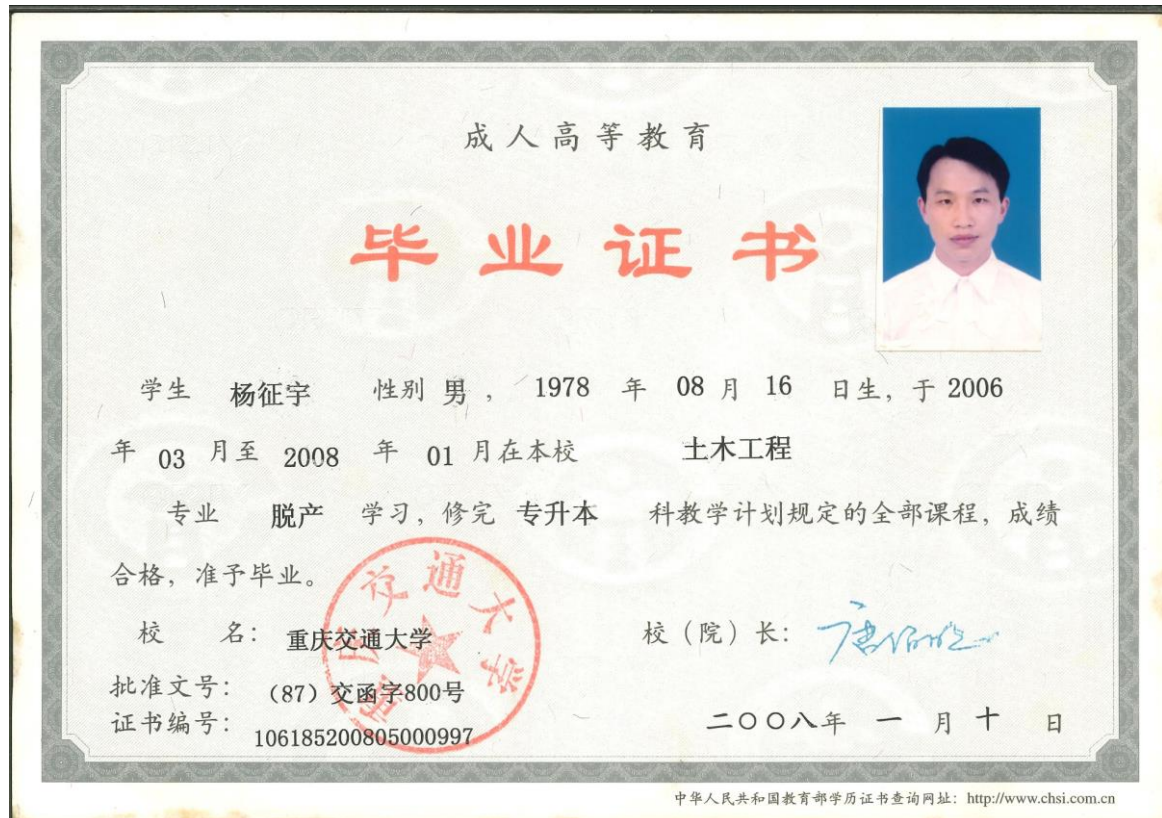 成人高等教育
毕业证书
学生 杨征宇 性别 男 ，1978 年 08 月 16 日生，于 2006
年 03 月至 2008 年 01 月在本校 土木工程
专业 脱产 学习，修完 专升本 科教学计划规定的全部课程，成绩
合格，准予毕业。
重庆交通大学
校 名： 重庆交通大学 校（院）长：
批准文号： （87）交函字800号
证书编号： 106185200805000997 二○○八年 一 月 十 日
中华人民共和国教育部学历证书查询网址：http://www.chsi.com.cn